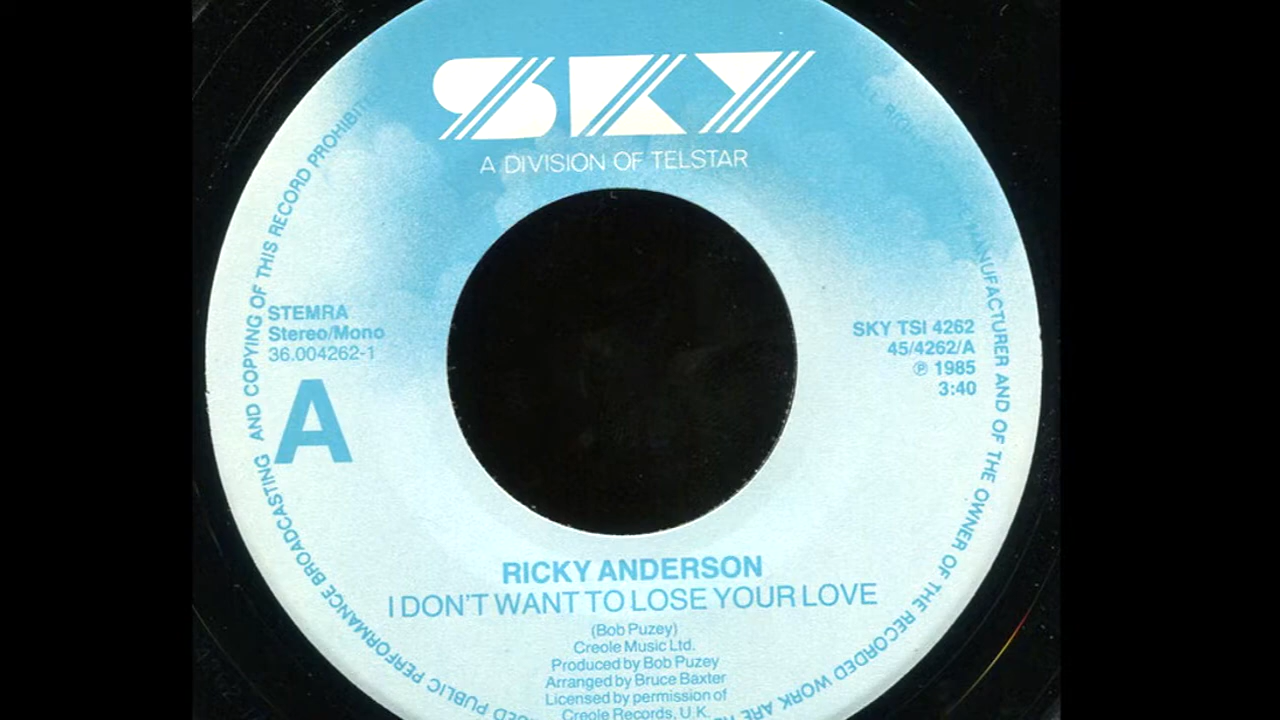 SKY
A DIVISION OF TELSTAR
STEMRA
Stereo/Mono
36.004262-1
A
SKY TSI 4262
45/4262/A
℗ 1985
3:40
RICKY ANDERSON
I DON'T WANT TO LOSE YOUR LOVE
(Bob Puzey)
Creole Music Ltd.
Produced by Bob Puzey
Arranged by Bruce Baxter
Licensed by permission of
Creole Records, U.K.
MANUFACTURER AND OF THE OWNER OF THE RECORDED WORK ARE
PUBLIC PERFORMANCE BROADCASTING AND COPYING OF THIS RECORD PROHIBITED